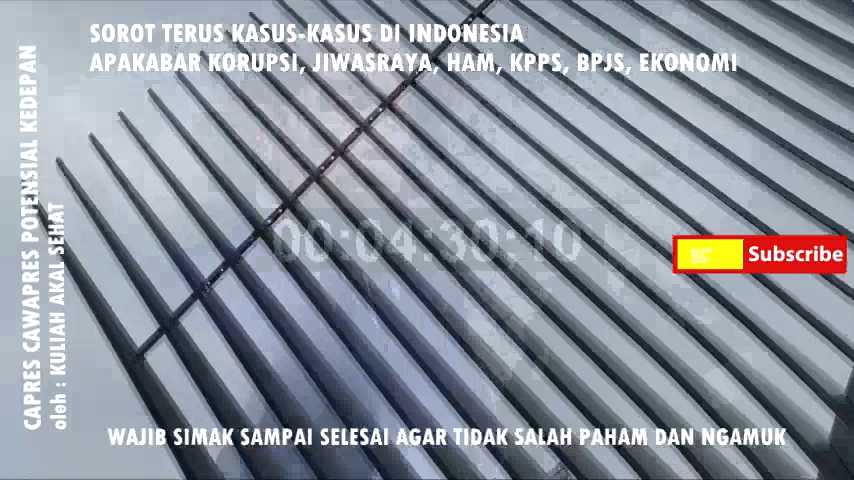 SOROT TERUS KASUS-KASUS DI INDONESIA
APAKABAR KORUPSI, JIWASRAYA, HAM, KPPS, BPJS, EKONOMI
CAPRES CAWAPRES POTENSIAL KEDEPAN
oleh : KULIAH AKAL SEHAT
00:04:30:10
Subscribe
WAJIB SIMAK SAMPAI SELESAI AGAR TIDAK SALAH PAHAM DAN NGAMUK